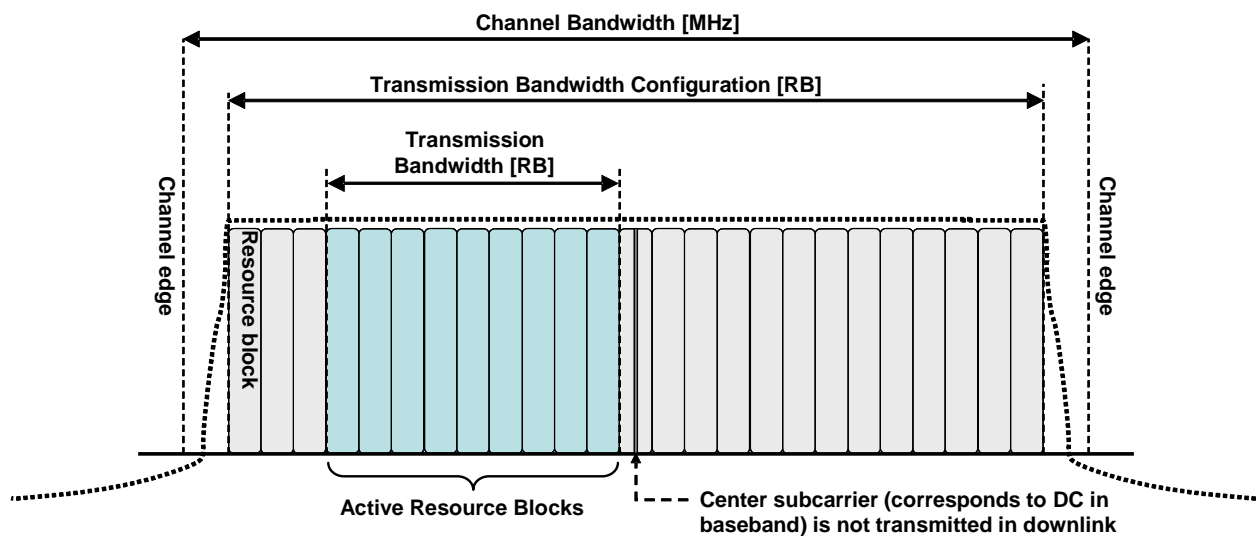 Channel Bandwidth [MHz]
Transmission Bandwidth Configuration [RB]
Transmission
Bandwidth [RB]
Channel edge
Resource block
Channel edge
Active Resource Blocks
Center subcarrier (corresponds to DC in
baseband) is not transmitted in downlink